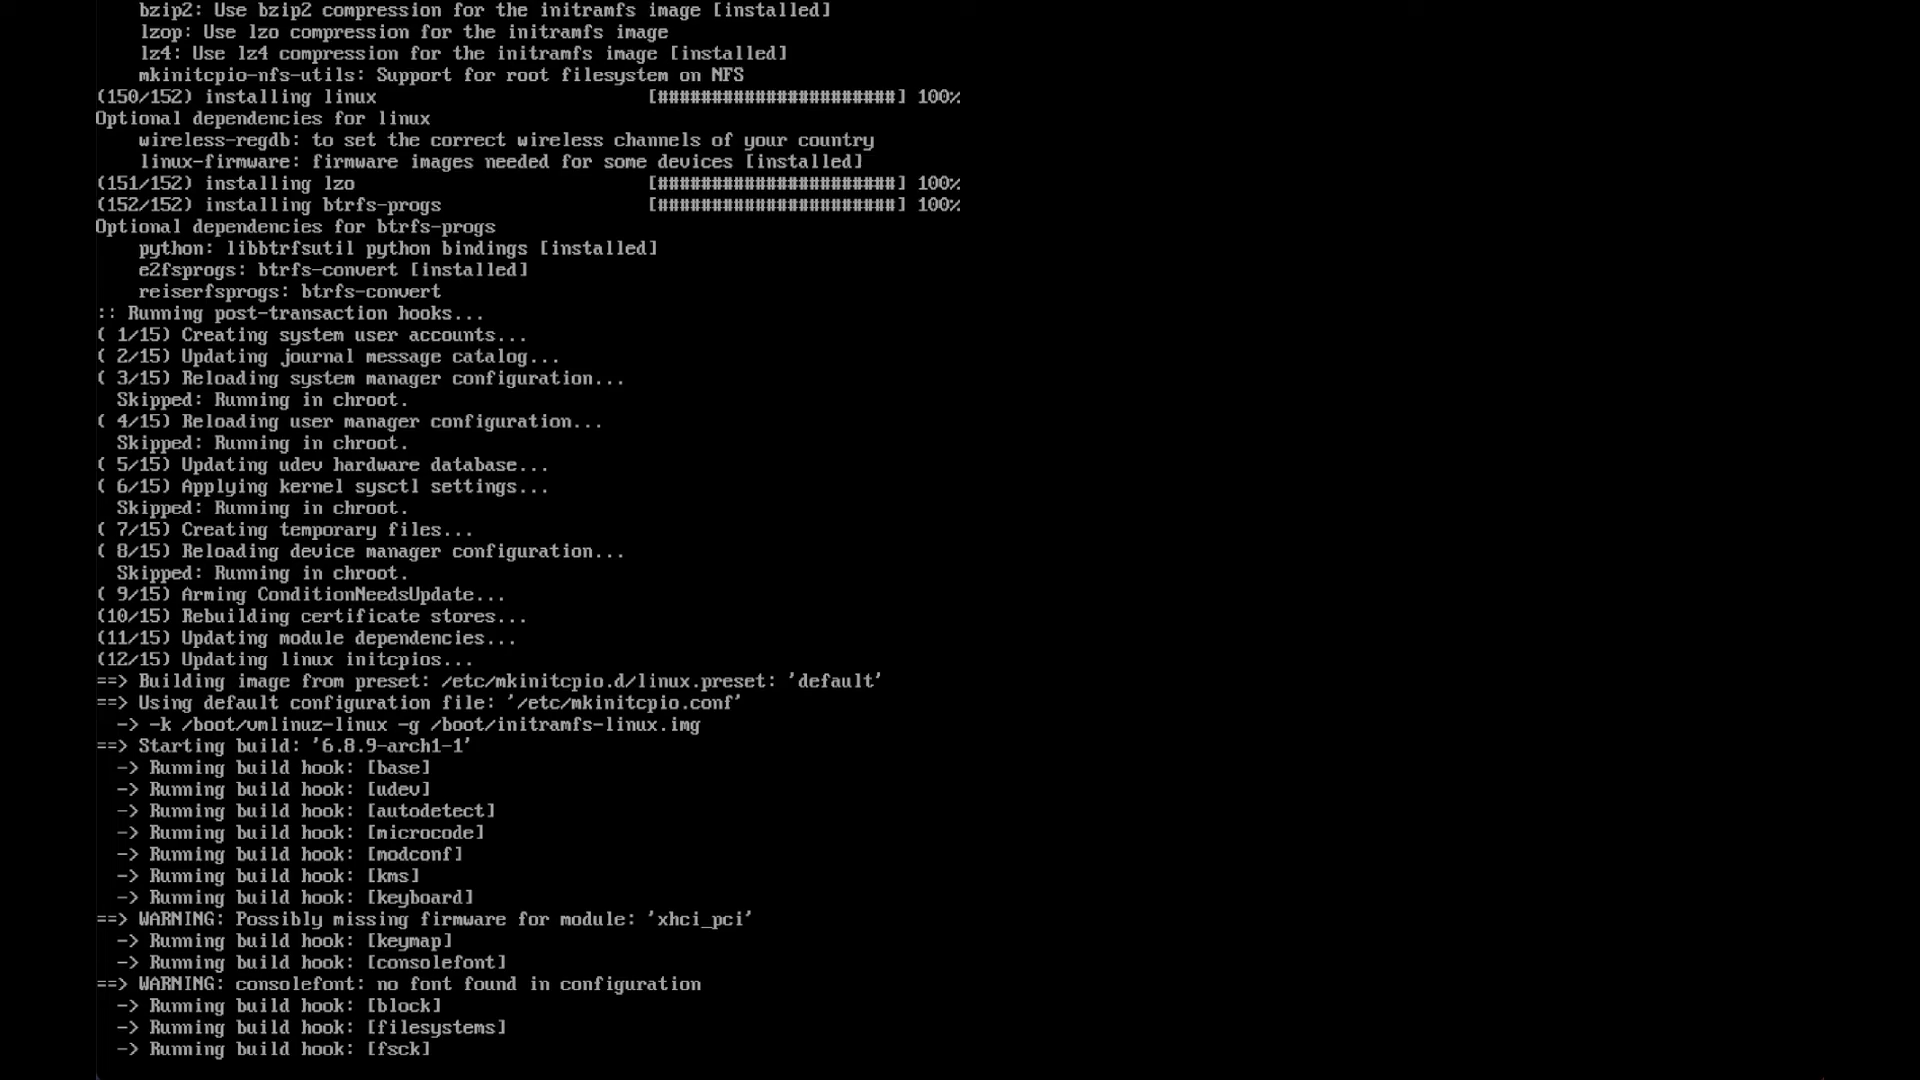 bzip2: Use bzip2 compression for the initramfs image [installed]
lzop: Use lzo compression for the initramfs image
lz4: Use lz4 compression for the initramfs image [installed]
mkinitcpio-nfs-utils: Support for root filesystem on NFS
(150/152) installing linux [######################] 100%
Optional dependencies for linux
wireless-regdb: to set the correct wireless channels of your country
linux-firmware: firmware images needed for some devices [installed]
(151/152) installing lzo [######################] 100%
(152/152) installing btrfs-progs [######################] 100%
Optional dependencies for btrfs-progs
python: libbtrfsutil python bindings [installed]
e2fsprogs: btrfs-convert [installed]
reiserfsprogs: btrfs-convert
:: Running post-transaction hooks...
( 1/15) Creating system user accounts...
( 2/15) Updating journal message catalog...
( 3/15) Reloading system manager configuration...
Skipped: Running in chroot.
( 4/15) Reloading user manager configuration...
Skipped: Running in chroot.
( 5/15) Updating udev hardware database...
( 6/15) Applying kernel sysctl settings...
Skipped: Running in chroot.
( 7/15) Creating temporary files...
( 8/15) Reloading device manager configuration...
Skipped: Running in chroot.
( 9/15) Arming ConditionNeedsUpdate...
(10/15) Rebuilding certificate stores...
(11/15) Updating module dependencies...
(12/15) Updating linux initcpios...
==> Building image from preset: /etc/mkinitcpio.d/linux.preset: 'default'
==> Using default configuration file: '/etc/mkinitcpio.conf'
-> -k /boot/vmlinuz-linux -g /boot/initramfs-linux.img
==> Starting build: '6.8.9-arch1-1'
-> Running build hook: [base]
-> Running build hook: [udev]
-> Running build hook: [autodetect]
-> Running build hook: [microcode]
-> Running build hook: [modconf]
-> Running build hook: [kms]
-> Running build hook: [keyboard]
==> WARNING: Possibly missing firmware for module: 'xhci_pci'
-> Running build hook: [keymap]
-> Running build hook: [consolefont]
==> WARNING: consolefont: no font found in configuration
-> Running build hook: [block]
-> Running build hook: [filesystems]
-> Running build hook: [fsck]